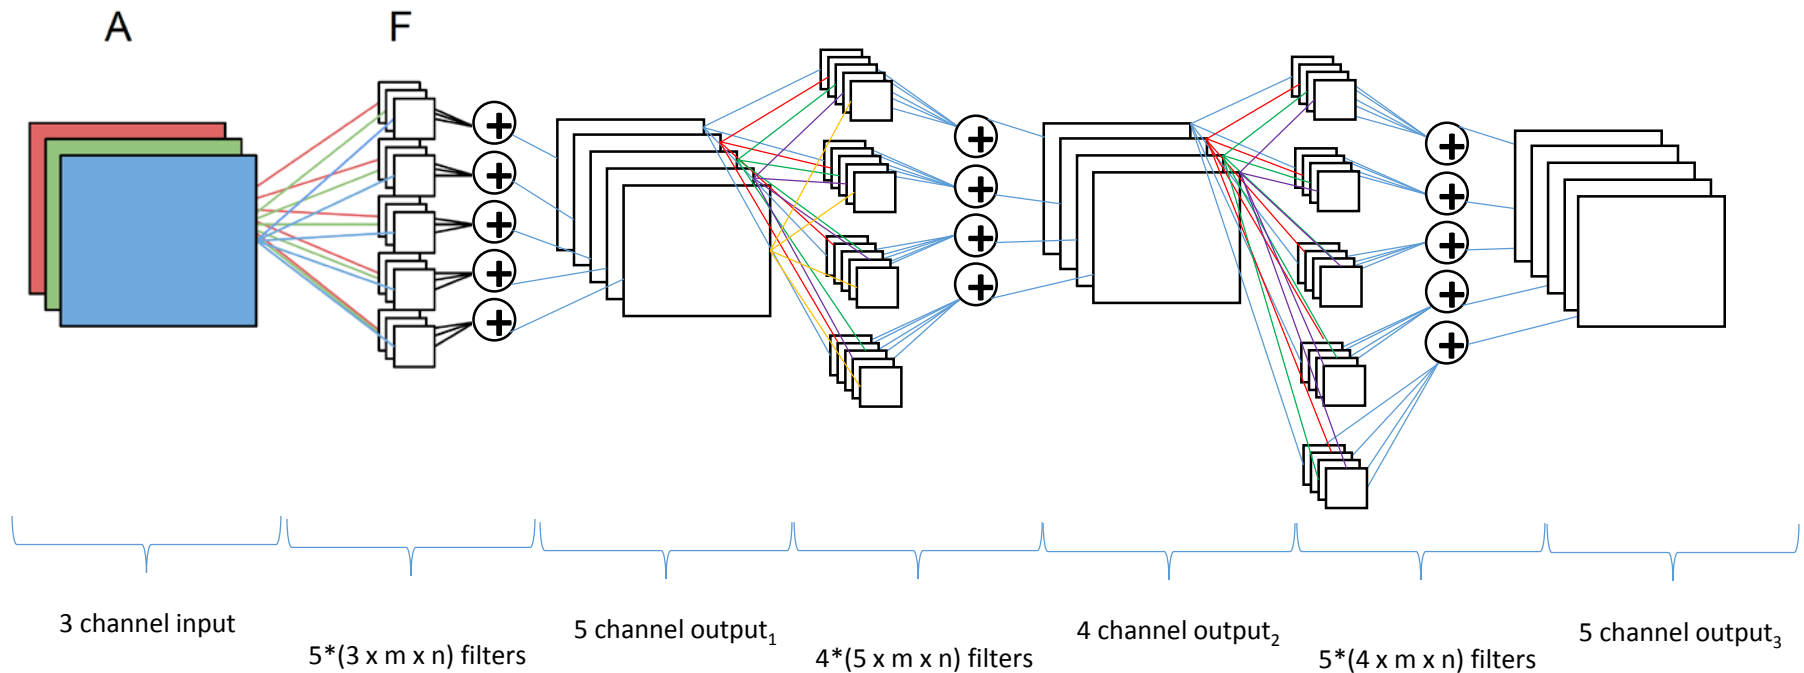 A
F
+
+
+
+
+
+
+
+
+
+
+
+
+
+
3 channel input
5*(3 x m x n) filters
5 channel output₁
4*(5 x m x n) filters
4 channel output₂
5*(4 x m x n) filters
5 channel output₃